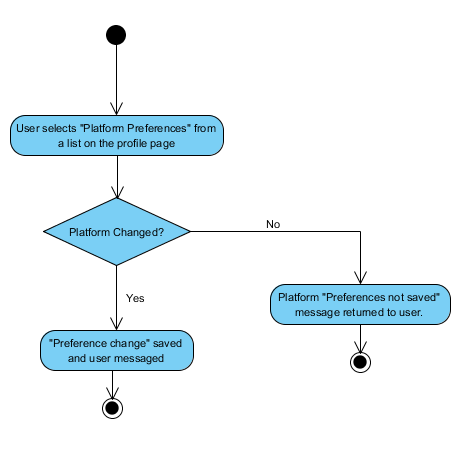 User selects "Platform Preferences" from
a list on the profile page
Platform Changed?
No
Yes
Platform "Preferences not saved"
message returned to user.
"Preference change" saved
and user messaged